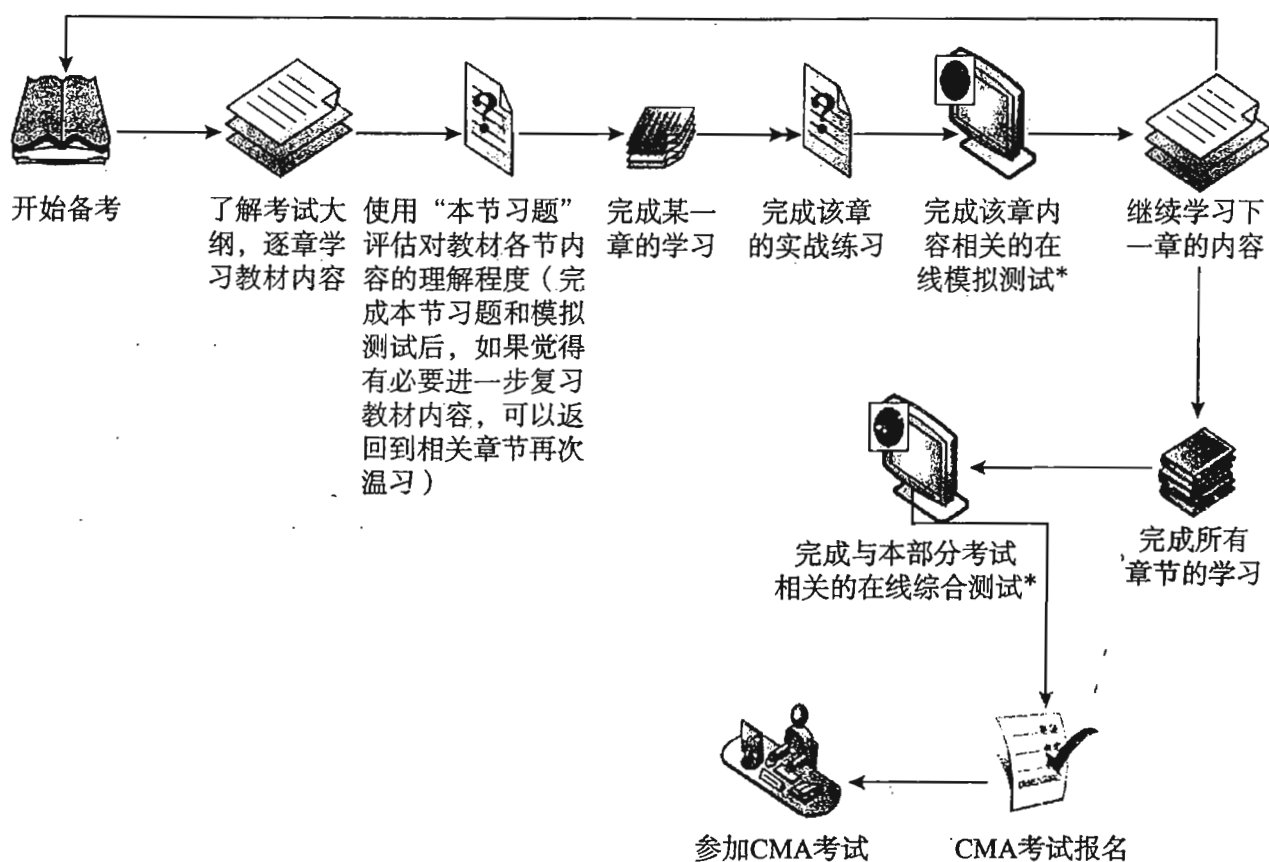 开始备考
了解考试大
纲，逐章学
习教材内容
使用“本节习题”
评估对教材各节内
容的理解程度（完
成本节习题和模拟
测试后，如果觉得
有必要进一步复习
教材内容，可以返
回到相关章节再次
温习）
完成某一
章的学习
完成该章
的实战练习
完成该章内
容相关的在
线模拟测试*
继续学习下
一章的内容
完成所有
章节的学习
完成与本部分考试
相关的在线综合测试*
CMA考试报名
参加CMA考试